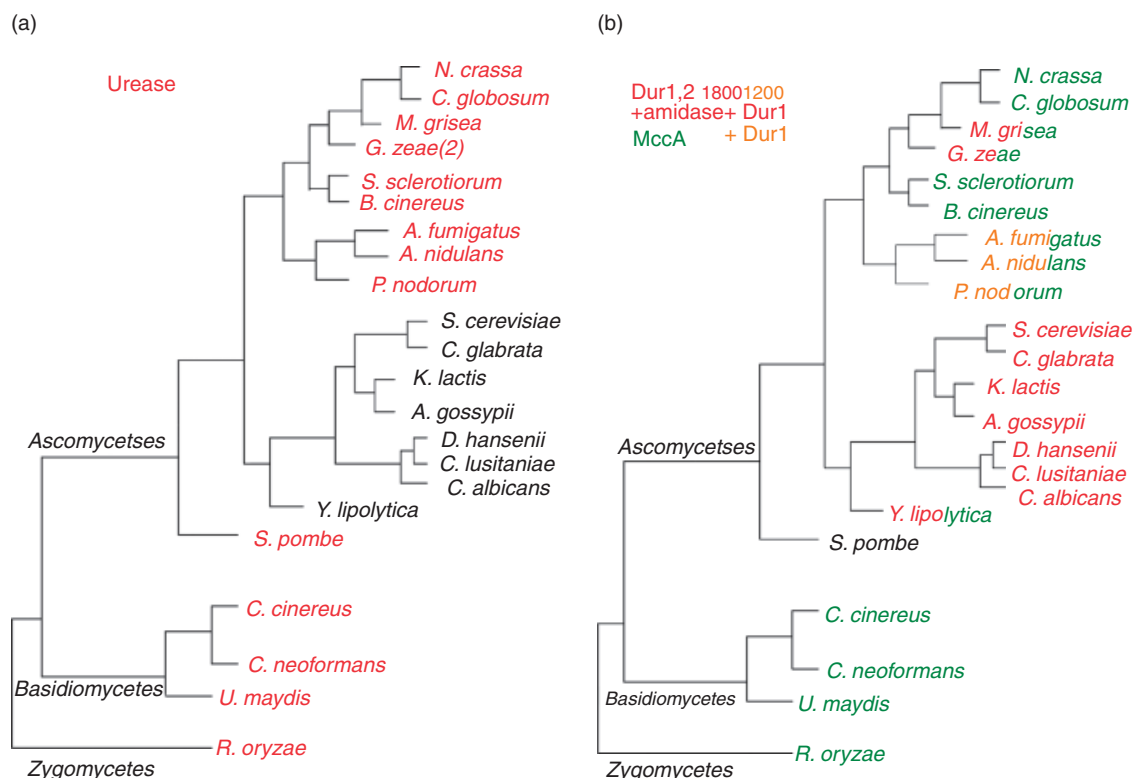 (a)
Urease
N. crassa
C. globosum
M. grisea
G. zeae(2)
S. sclerotiorum
B. cinereus
A. fumigatus
A. nidulans
P. nodorum
S. cerevisiae
C. glabrata
K. lactis
A. gossypii
D. hansenii
C. lusitaniae
C. albicans
Y. lipolytica
Ascomycetses
S. pombe
C. cinereus
C. neoformans
Basidiomycetes
U. maydis
R. oryzae
Zygomycetes
(b)
Dur1,2 18001200
+amidase+ Dur1
MccA + Dur1
N. crassa
C. globosum
M. grisea
G. zeae
S. sclerotiorum
B. cinereus
A. fumigatus
A. nidulans
P. nod orum
S. cerevisiae
C. glabrata
K. lactis
A. gossypii
D. hansenii
C. lusitaniae
C. albicans
Y. lipolytica
Ascomycetses
S. pombe
C. cinereus
C. neoformans
Basidiomycetes
U. maydis
R. oryzae
Zygomycetes